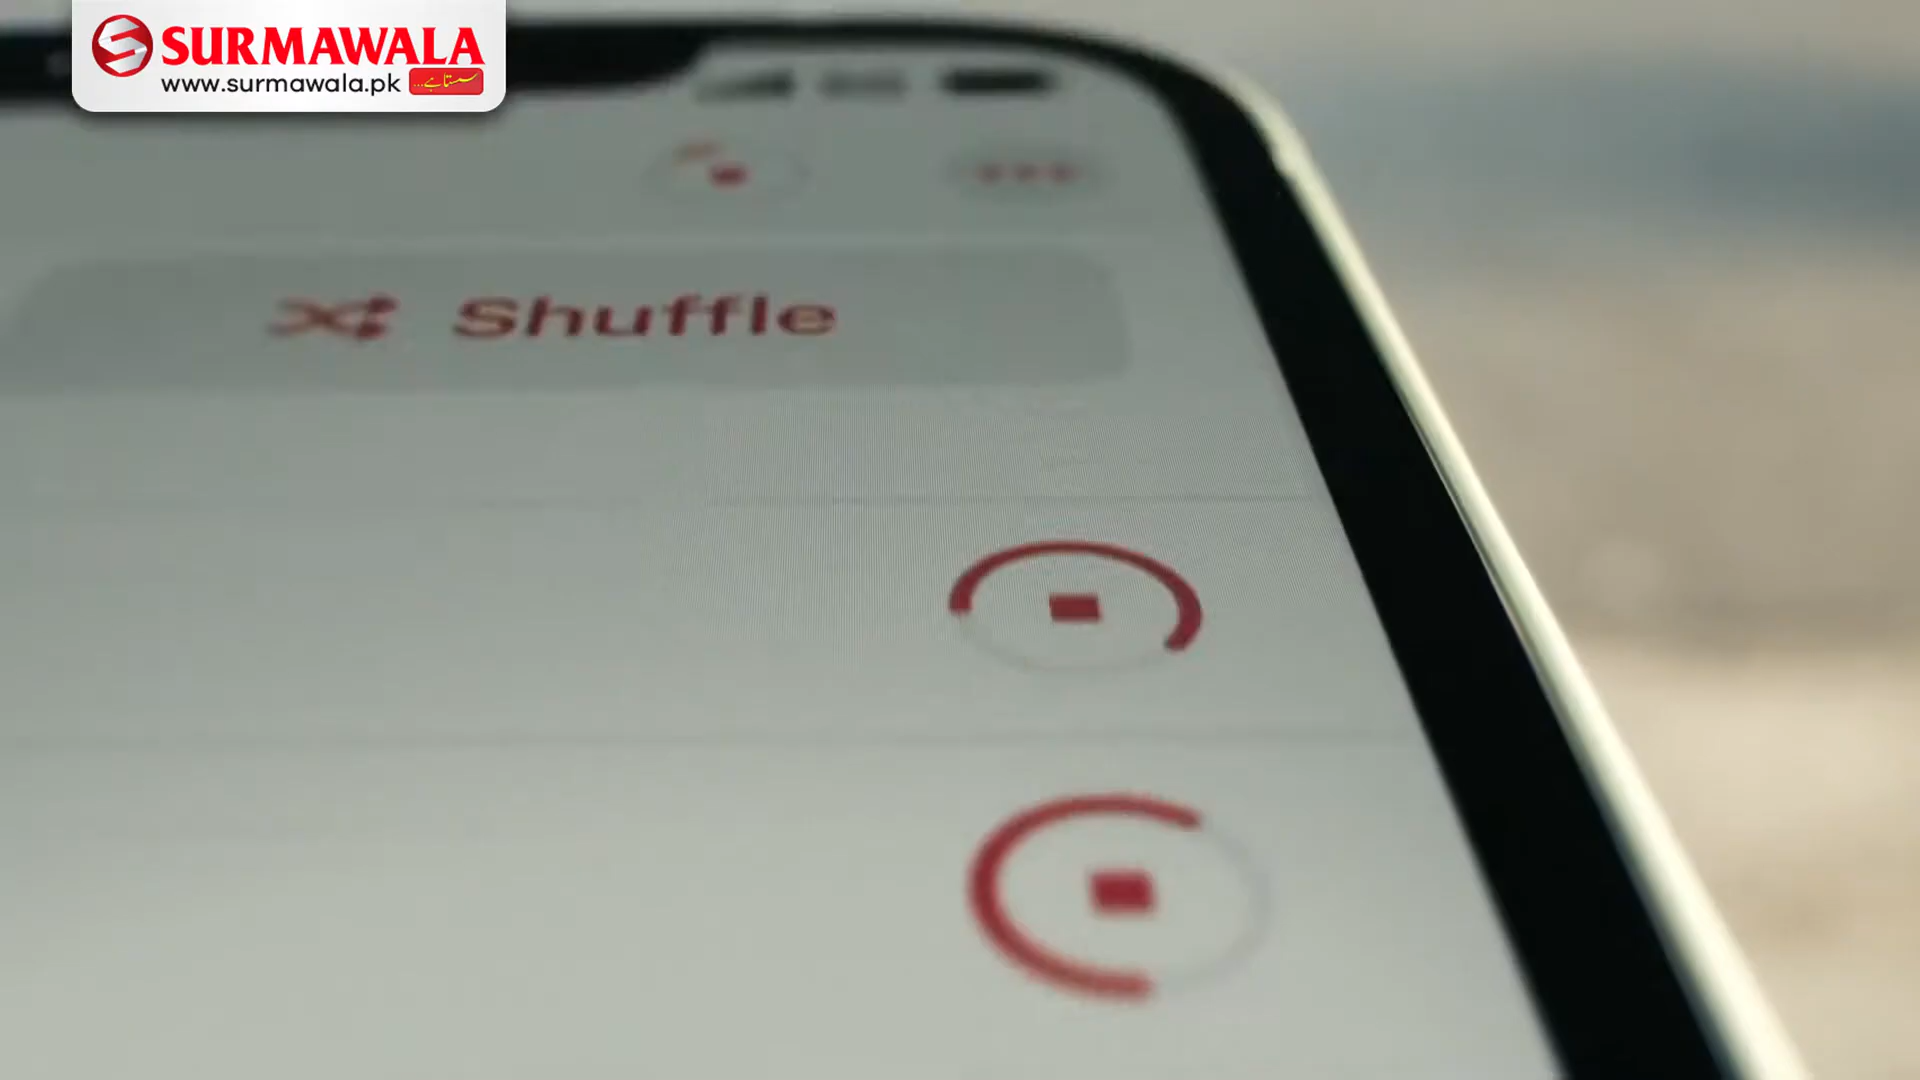 SURMAWALA
www.surmawala.pk سستا ہے...
Shuffle